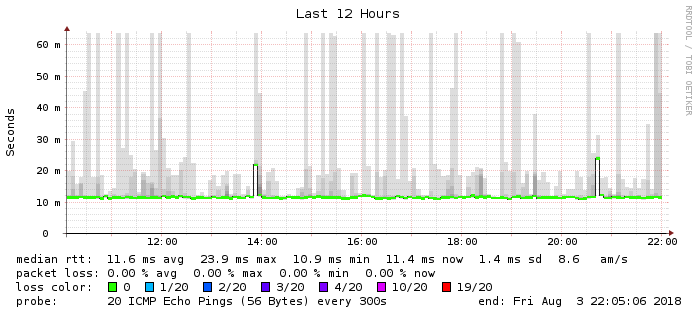 Last 12 Hours
RRDTOOL / TOBI OETIKER
Seconds
60 m
50 m
40 m
30 m
20 m
10 m
0
12:00 14:00 16:00 18:00 20:00 22:00
median rtt: 11.6 ms avg 23.9 ms max 10.9 ms min 11.4 ms now 1.4 ms sd 8.6 am/s
packet loss: 0.00 % avg 0.00 % max 0.00 % min 0.00 % now
loss color: 0 1/20 2/20 3/20 4/20 10/20 19/20
probe: 20 ICMP Echo Pings (56 Bytes) every 300s end: Fri Aug 3 22:05:06 2018